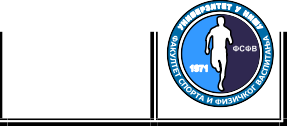 УНИВЕРЗИТЕТ У НИШУ
ФСФВ
1971
ФАКУЛТЕТ СПОРТА И ФИЗИЧКОГ ВАСПИТАЊА